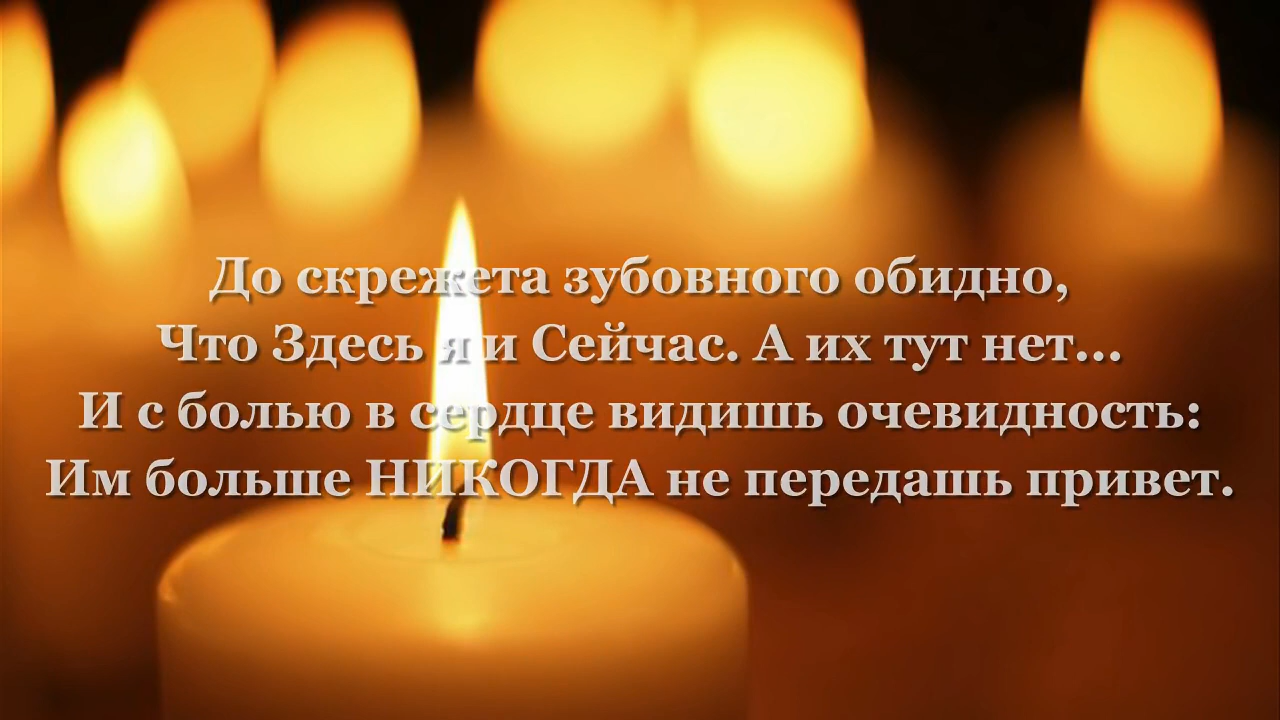 До скрежета зубовного обидно,
Что Здесь я и Сейчас. А их тут нет...
И с болью в сердце видишь очевидность:
Им больше НИКОГДА не передашь привет.